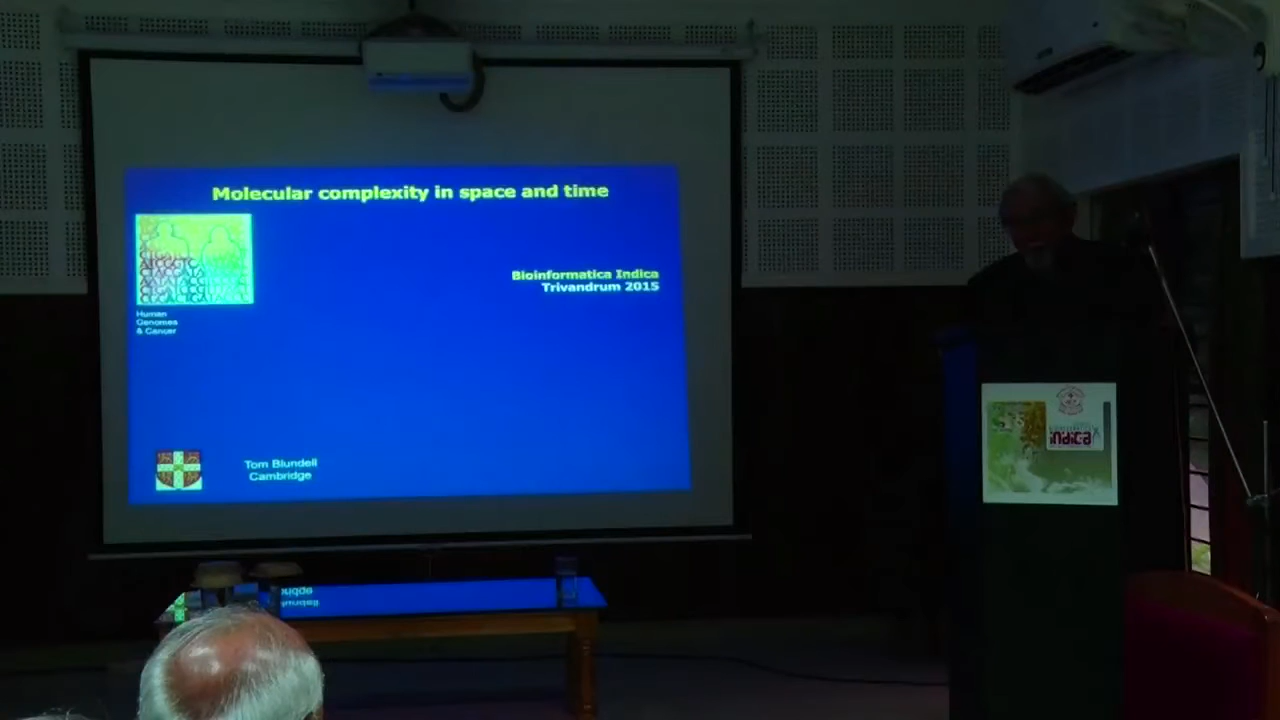 Molecular complexity in space and time
Bioinformatica Indica
Trivandrum 2015
Human
Genomes
& Cancer
Tom Blundell
Cambridge
indica